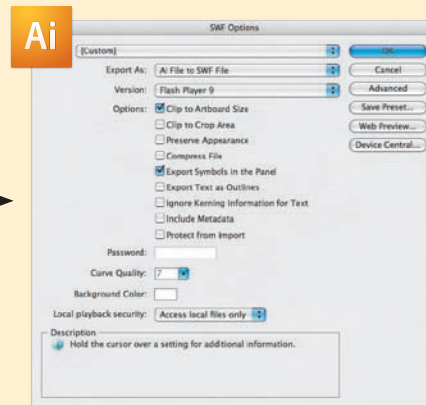 Ai
SWF Options
[Custom]
OK
Export As: AI File to SWF File
Cancel
Version: Flash Player 9
Advanced
Options: Clip to Artboard Size
Save Preset...
Clip to Crop Area
Web Preview...
Preserve Appearance
Device Central...
Compress File
Export Symbols in the Panel
Export Text as Outlines
Ignore Kerning Information for Text
Include Metadata
Protect from Import
Password:
Curve Quality: 7
Background Color:
Local playback security: Access local files only
Description
Hold the cursor over a setting for additional information.